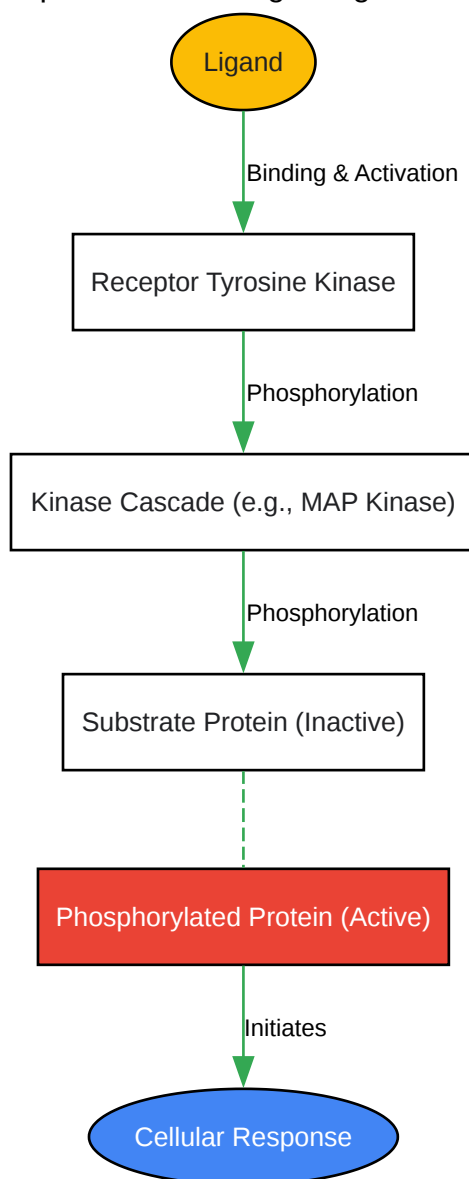 Ligand
Binding & Activation
Receptor Tyrosine Kinase
Phosphorylation
Kinase Cascade (e.g., MAP Kinase)
Phosphorylation
Substrate Protein (Inactive)
Phosphorylated Protein (Active)
Initiates
Cellular Response